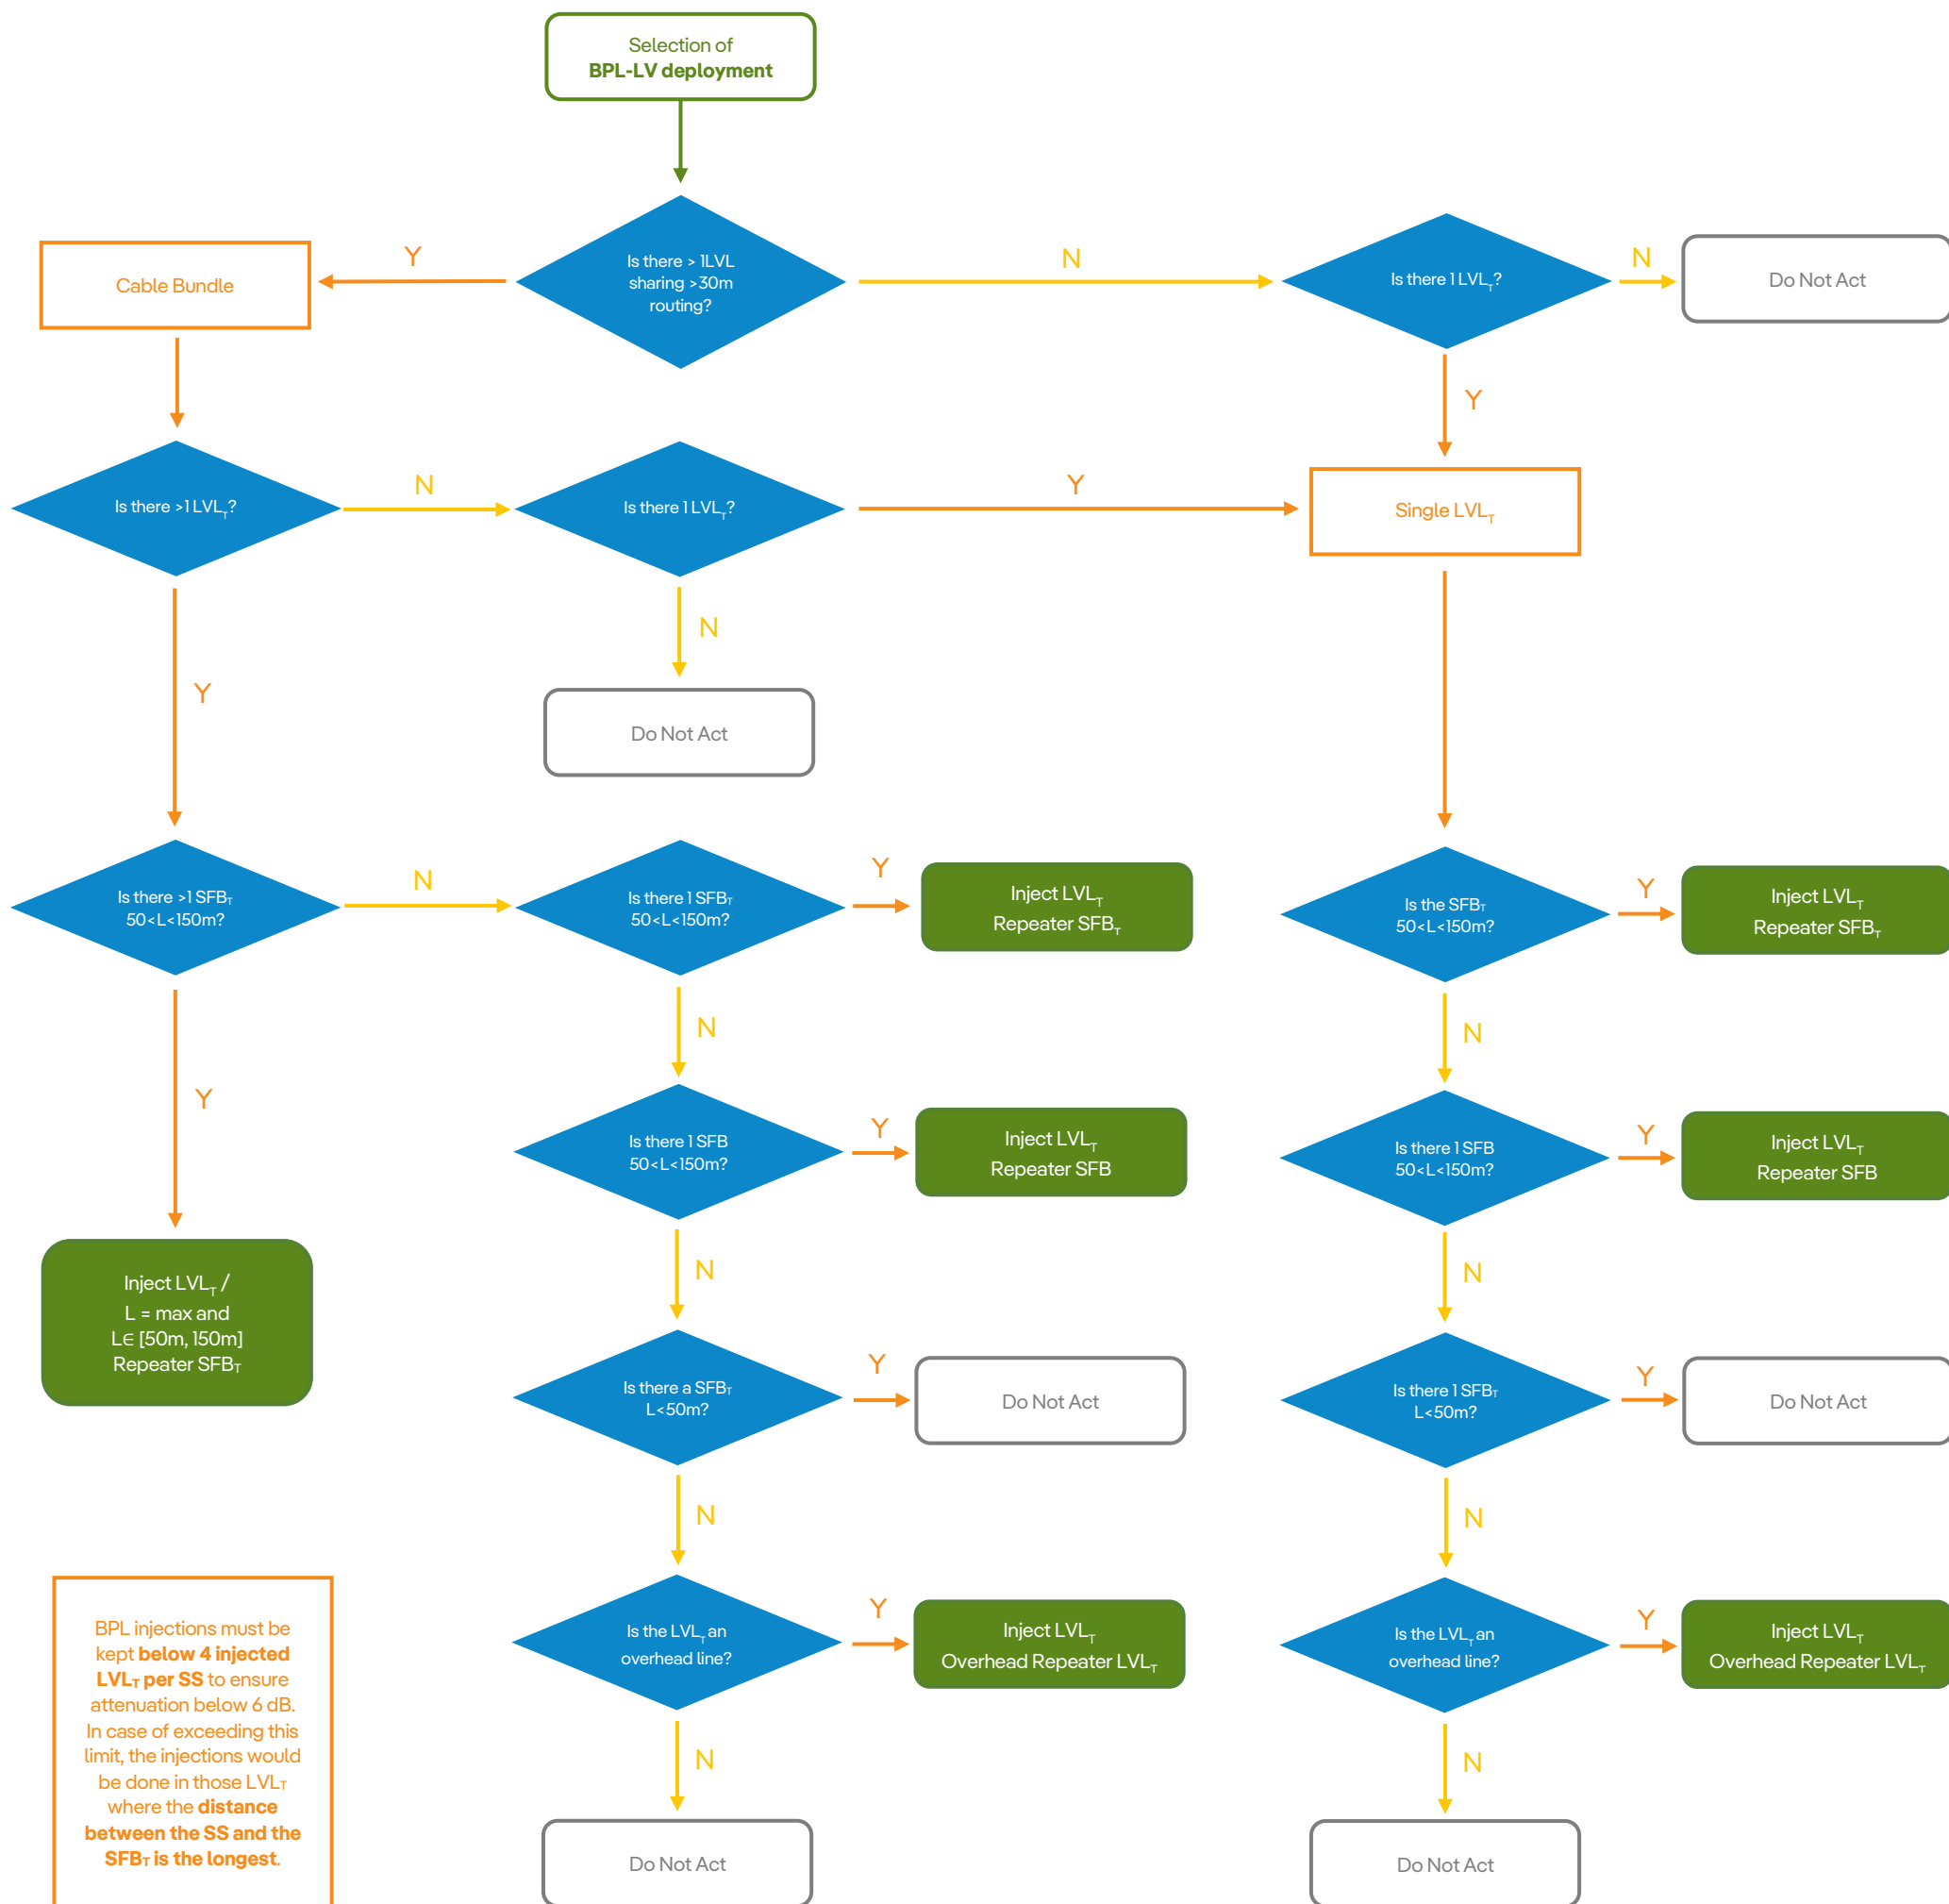 Selection of
BPL-LV deployment
Is there > 1LVL
sharing >30m
routing?
Y
N
Cable Bundle
Is there 1 LVLT?
N
Do Not Act
Y
Is there >1 LVLT?
N
Is there 1 LVLT?
Y
Single LVLT
N
Do Not Act
Y
Is there >1 SFBT
50<L<150m?
N
Is there 1 SFBT
50<L<150m?
Y
Inject LVLT
Repeater SFBT
Is the SFBT
50<L<150m?
Y
Inject LVLT
Repeater SFBT
N
N
Y
Is there 1 SFB
50<L<150m?
Y
Inject LVLT
Repeater SFB
Is there 1 SFB
50<L<150m?
Y
Inject LVLT
Repeater SFB
Inject LVLT /
L = max and
L∈ [50m, 150m]
Repeater SFBT
N
N
Is there a SFBT
L<50m?
Y
Do Not Act
Is there 1 SFBT
L<50m?
Y
Do Not Act
N
N
Is the LVLT an
overhead line?
Y
Inject LVLT
Overhead Repeater LVLT
Is the LVLT an
overhead line?
Y
Inject LVLT
Overhead Repeater LVLT
N
N
Do Not Act
Do Not Act
BPL injections must be
kept below 4 injected
LVLT per SS to ensure
attenuation below 6 dB.
In case of exceeding this
limit, the injections would
be done in those LVLT
where the distance
between the SS and the
SFBT is the longest.